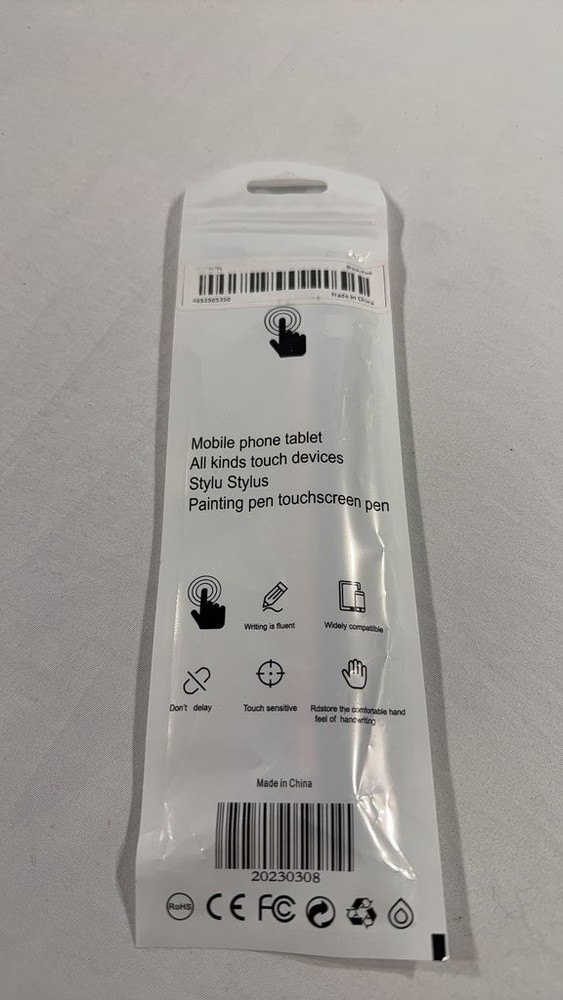 Made in China
Mobile phone tablet
All kinds touch devices
Stylu Stylus
Painting pen touchscreen pen
Writing is fluent
Widely compatible
Don't delay
Touch sensitive
Rdstore the comfortable hand
feel of handwriting
Made in China
20230308
RoHS CE FC